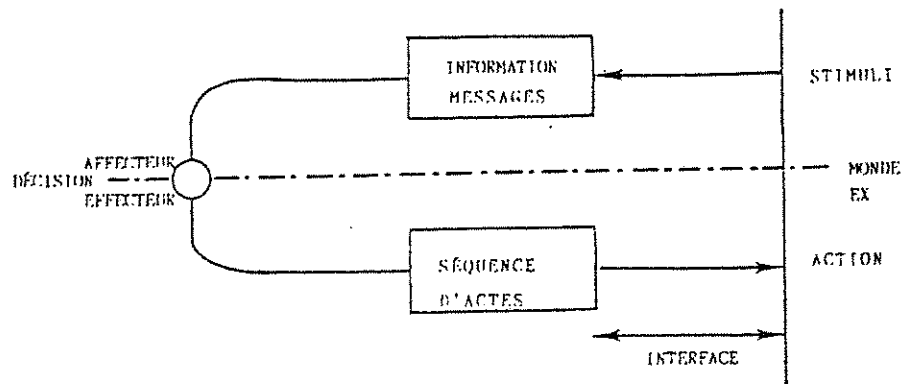 INFORMATION
MESSAGES
STIMULI
AFFECTEUR
DÉCISION
EFFECTEUR
MONDE
EX
SÉQUENCE
D'ACTES
ACTION
INTERFACE